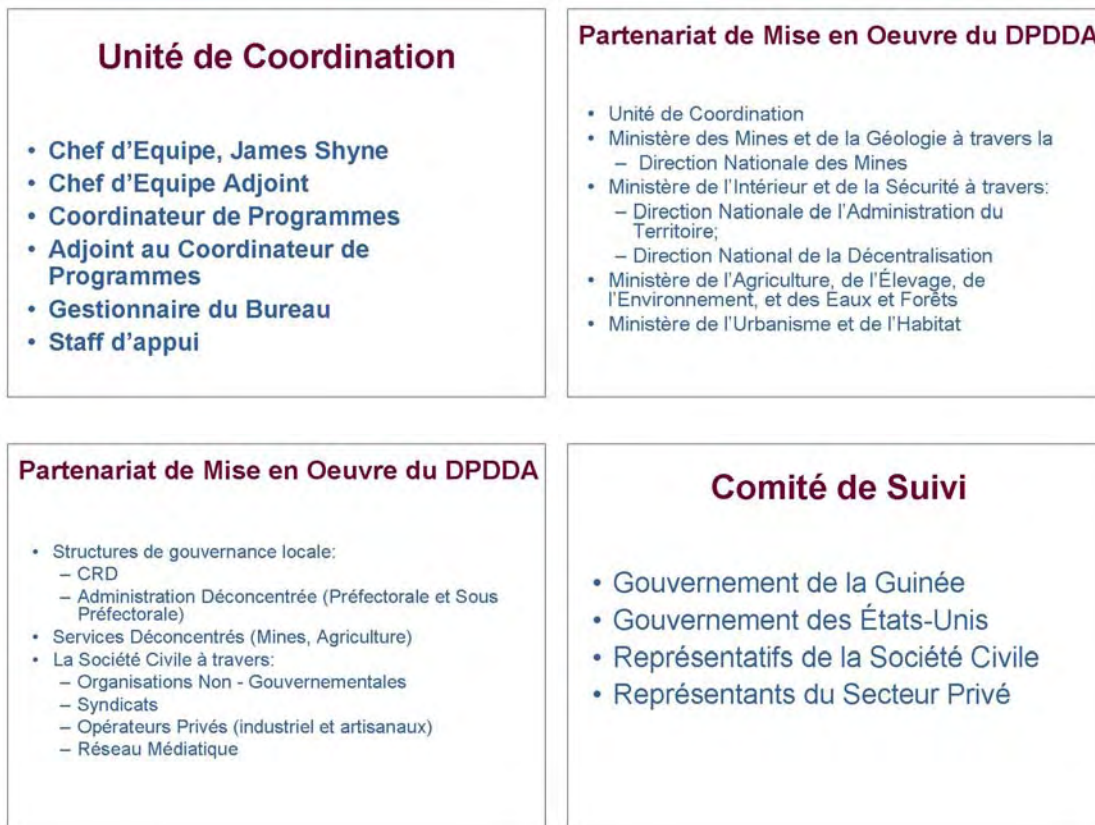 Unité de Coordination
• Chef d'Equipe, James Shyne
• Chef d'Equipe Adjoint
• Coordinateur de Programmes
• Adjoint au Coordinateur de
Programmes
• Gestionnaire du Bureau
• Staff d'appui
Partenariat de Mise en Oeuvre du DPDDA
• Unité de Coordination
• Ministère des Mines et de la Géologie à travers la
– Direction Nationale des Mines
• Ministère de l'Intérieur et de la Sécurité à travers:
– Direction Nationale de l'Administration du
Territoire;
– Direction National de la Décentralisation
• Ministère de l'Agriculture, de l'Élevage, de
l'Environnement, et des Eaux et Forêts
• Ministère de l'Urbanisme et de l'Habitat
Partenariat de Mise en Oeuvre du DPDDA
• Structures de gouvernance locale:
– CRD
– Administration Déconcentrée (Préfectorale et Sous
Préfectorale)
• Services Déconcentrés (Mines, Agriculture)
• La Société Civile à travers:
– Organisations Non - Gouvernementales
– Syndicats
– Opérateurs Privés (industriel et artisanaux)
– Réseau Médiatique
Comité de Suivi
• Gouvernement de la Guinée
• Gouvernement des États-Unis
• Représentatifs de la Société Civile
• Représentants du Secteur Privé